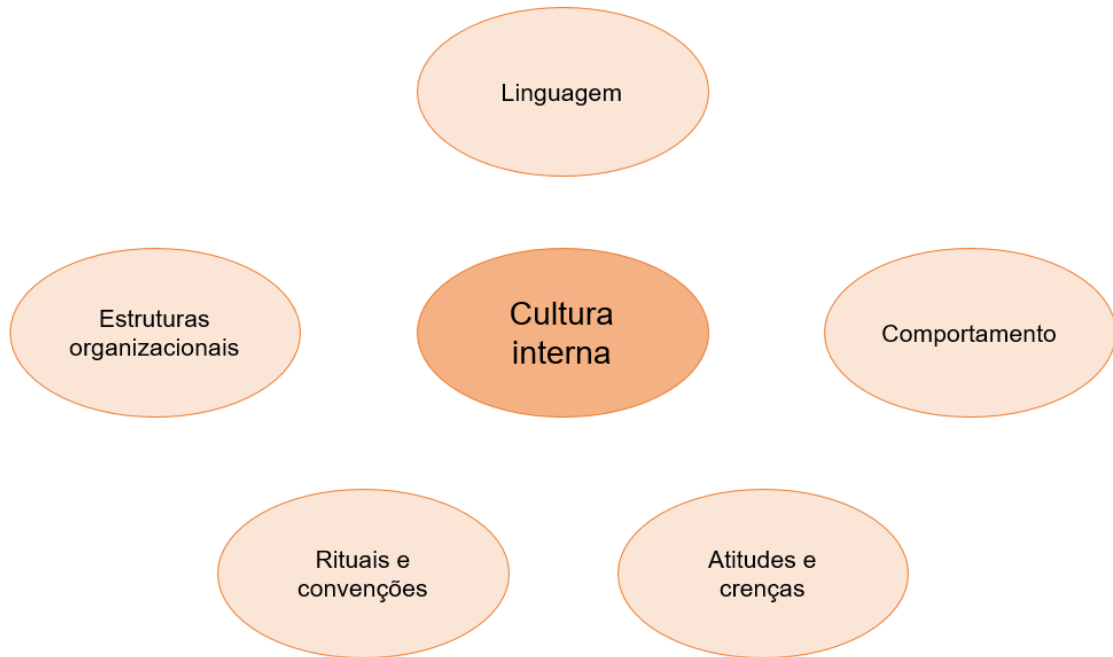 Linguagem
Estruturas
organizacionais
Cultura
interna
Comportamento
Rituais e
convenções
Atitudes e
crenças